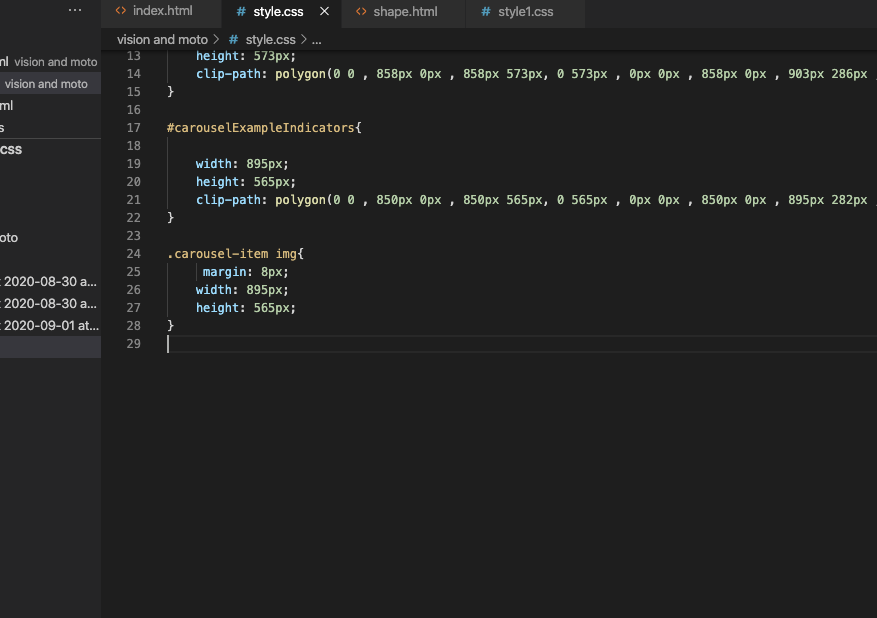 ···
<> index.html # style.css × <> shape.html # style1.css
vision and moto > # style.css > ...
ml vision and moto
vision and moto
ml
s
css
oto
t 2020-08-30 a...
t 2020-08-30 a...
t 2020-09-01 at...
13 height: 573px;
14 clip-path: polygon(0 0 , 858px 0px , 858px 573px, 0 573px , 0px 0px , 858px 0px , 903px 286px ,
15 }
16
17 #carouselExampleIndicators{
18
19 width: 895px;
20 height: 565px;
21 clip-path: polygon(0 0 , 850px 0px , 850px 565px, 0 565px , 0px 0px , 850px 0px , 895px 282px ,
22 }
23
24 .carousel-item img{
25 margin: 8px;
26 width: 895px;
27 height: 565px;
28 }
29